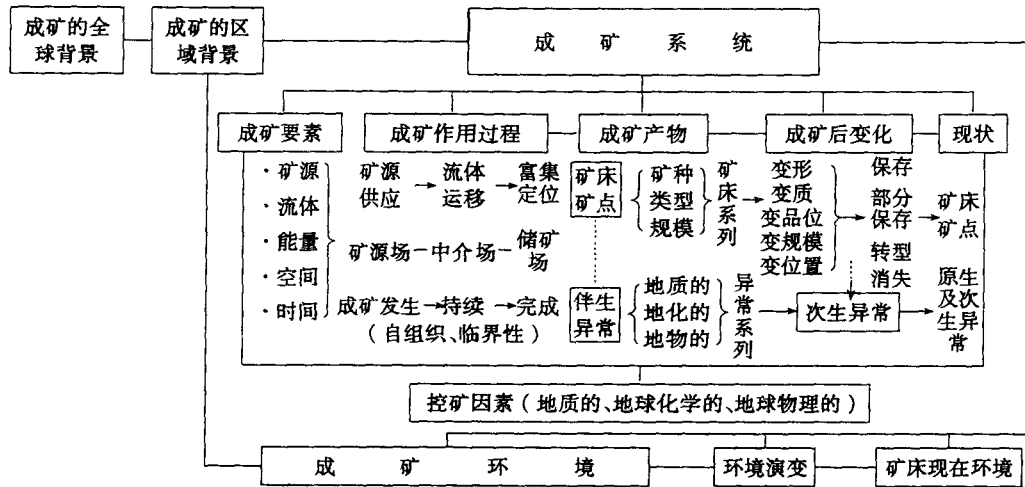 成矿的全
球背景
成矿的区
域背景
成矿系统
成矿要素
成矿作用过程
成矿产物
成矿后变化
现状
·矿源
·流体
·能量
·空间
·时间
矿源
供应
流体
运移
富集
定位
矿源场
中介场
储矿
场
成矿发生
持续
完成
(自组织、临界性)
矿床
矿点
矿种
类型
规模
矿床系列
伴生
异常
地质的
地化的
地物的
异常系列
变形
变质
变品位
变规模
变位置
保存
部分
保存
转型
消失
次生异常
矿床
矿点
原生
及次
生异
常
控矿因素(地质的、地球化学的、地球物理的)
成矿环境
环境演变
矿床现在环境